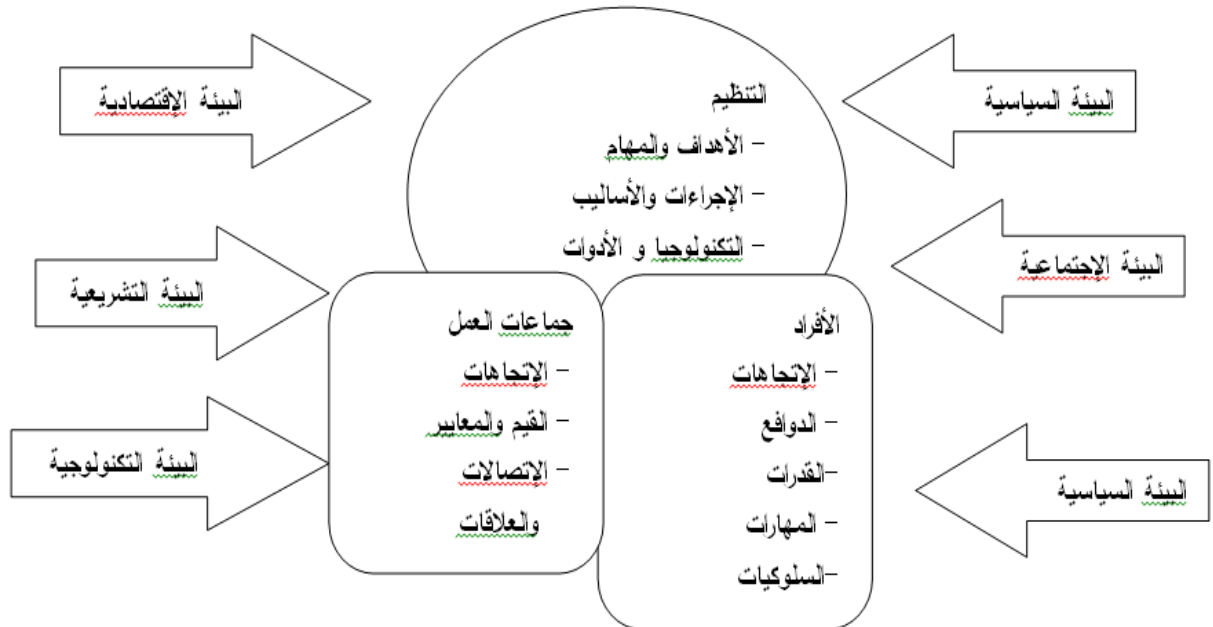 البيئة السياسية
البيئة الإقتصادية
التنظيم
- الأهداف والمهام
- الإجراءات والأساليب
- التكنولوجيا و الأدوات
البيئة الإجتماعية
البيئة التشريعية
الأفراد
- الإتجاهات
- الدوافع
-القدرات
- المهارات
-السلوكيات
جماعات العمل
- الإتجاهات
- القيم والمعايير
- الإتصالات
والعلاقات
البيئة السياسية
البيئة التكنولوجية